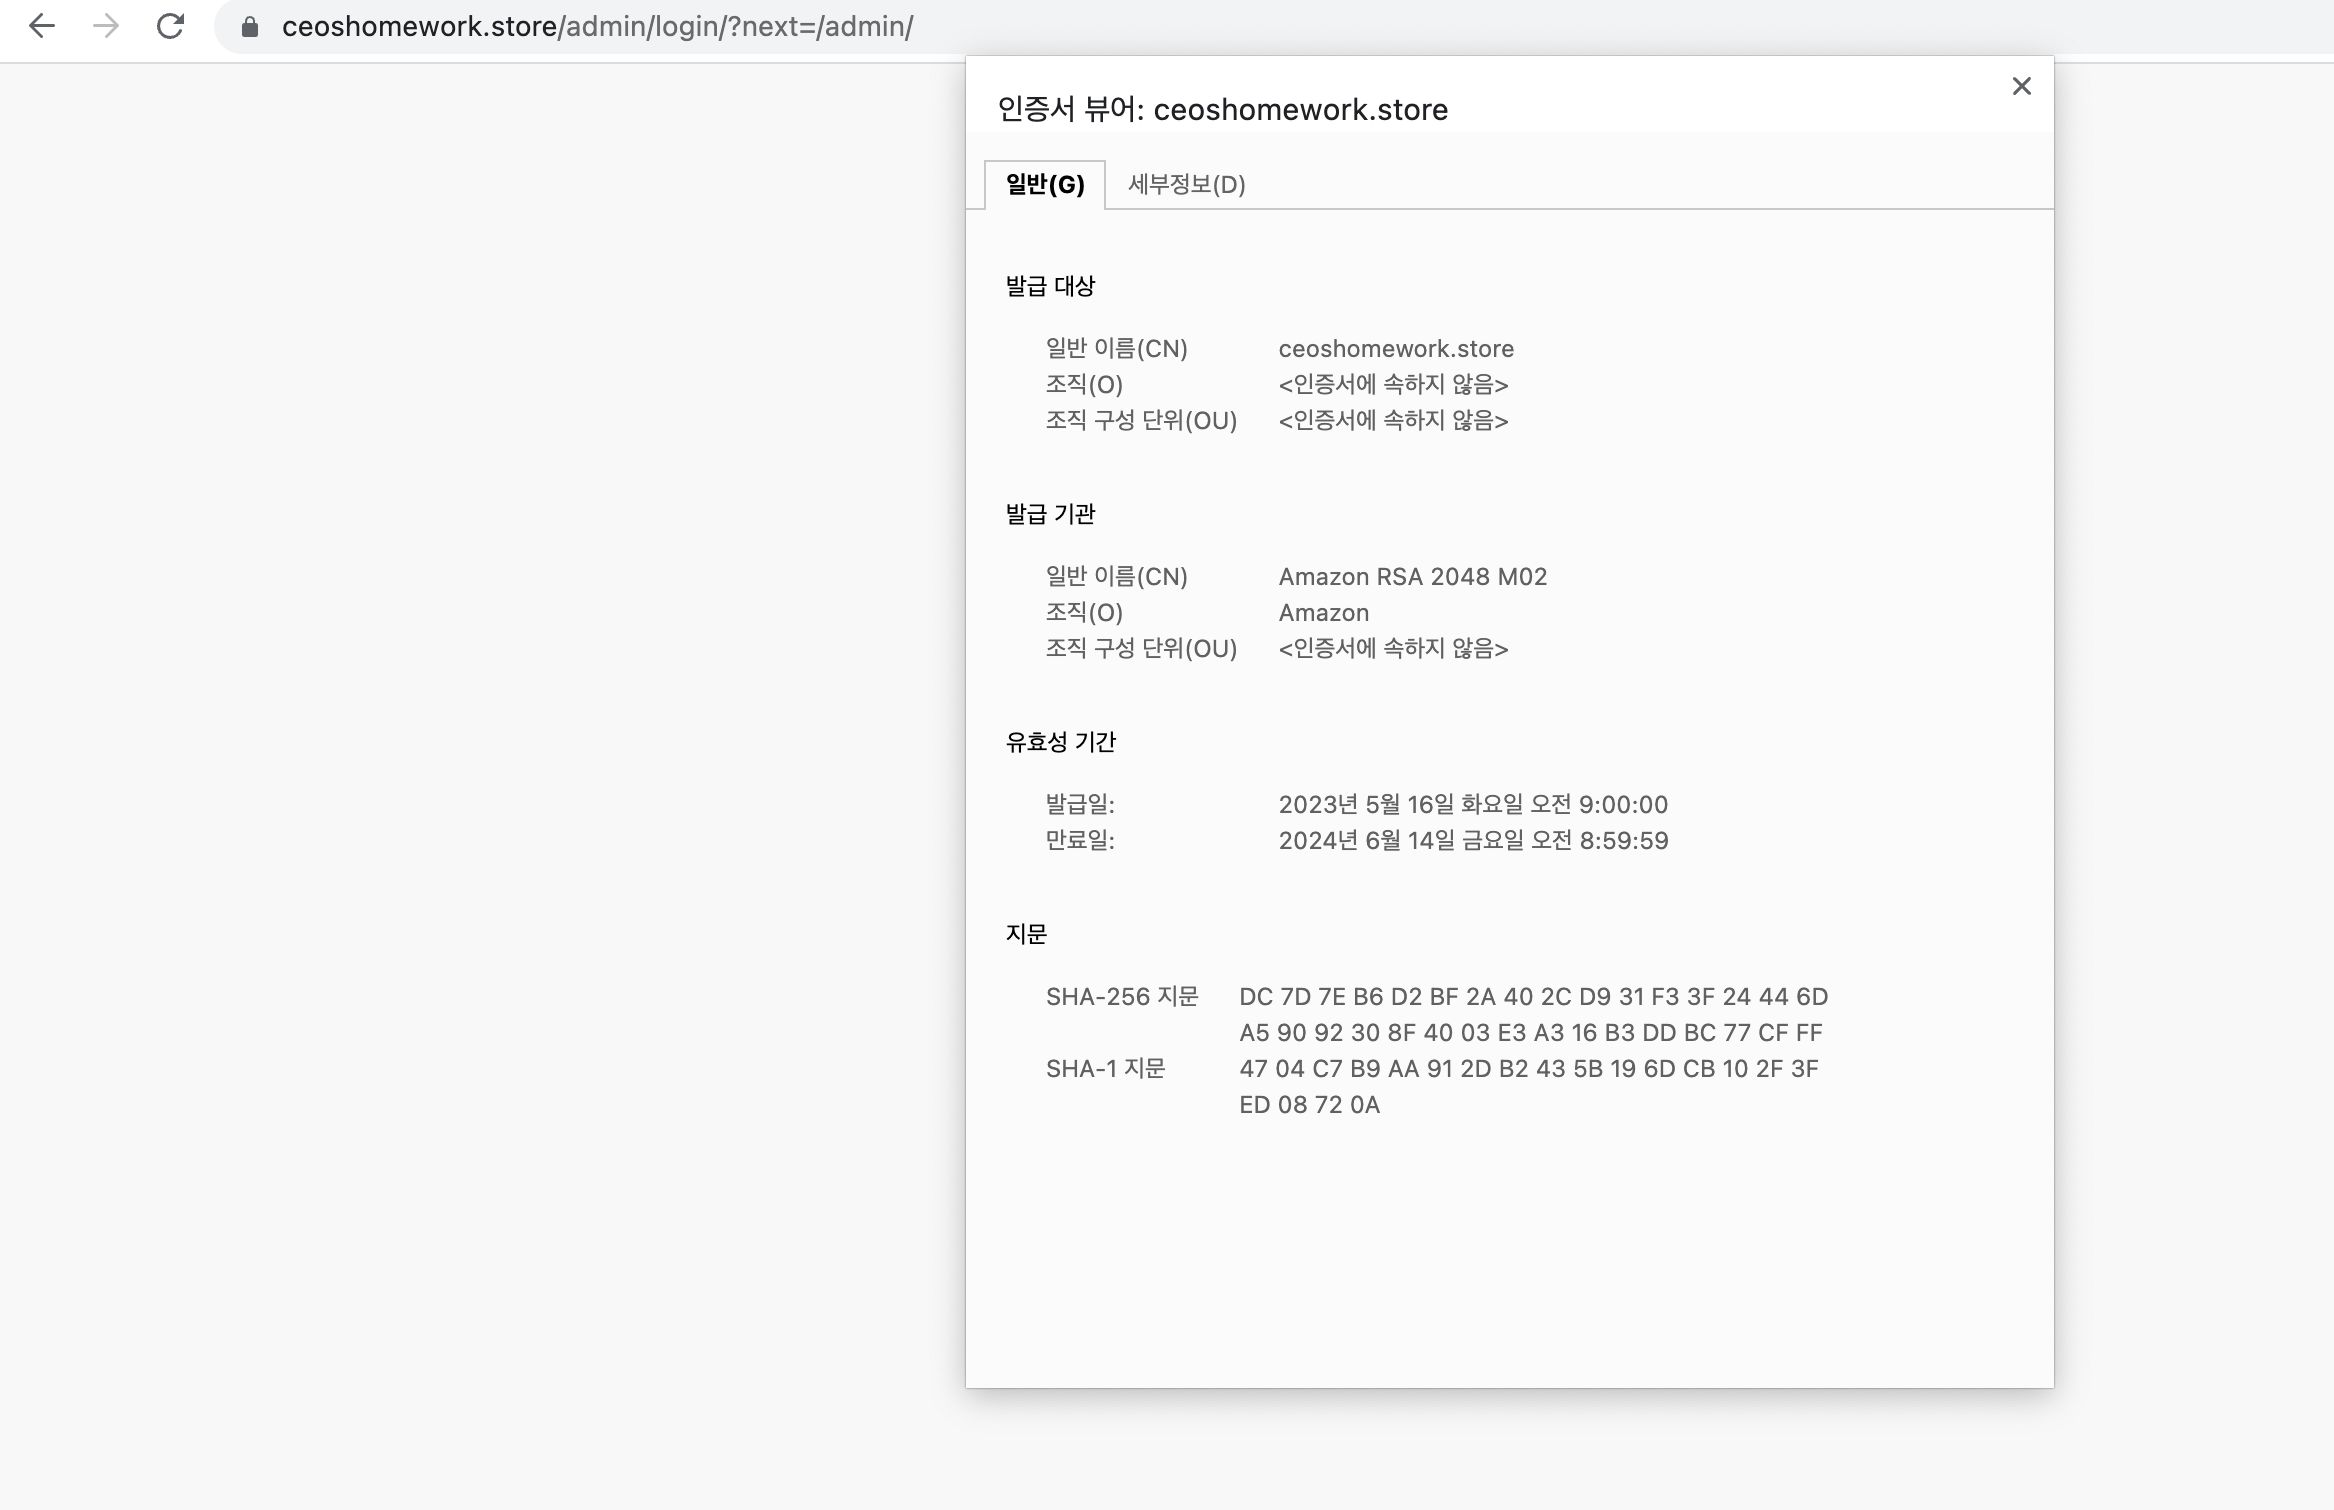 ceoshomework.store/admin/login/?next=/admin/
인증서 뷰어: ceoshomework.store
일반(G) 세부정보(D)
발급 대상
일반 이름(CN) ceoshomework.store
조직(O) <인증서에 속하지 않음>
조직 구성 단위(OU) <인증서에 속하지 않음>
발급 기관
일반 이름(CN) Amazon RSA 2048 M02
조직(O) Amazon
조직 구성 단위(OU) <인증서에 속하지 않음>
유효성 기간
발급일: 2023년 5월 16일 화요일 오전 9:00:00
만료일: 2024년 6월 14일 금요일 오전 8:59:59
지문
SHA-256 지문 DC 7D 7E B6 D2 BF 2A 40 2C D9 31 F3 3F 24 44 6D
A5 90 92 30 8F 40 03 E3 A3 16 B3 DD BC 77 CF FF
SHA-1 지문 47 04 C7 B9 AA 91 2D B2 43 5B 19 6D CB 10 2F 3F
ED 08 72 0A